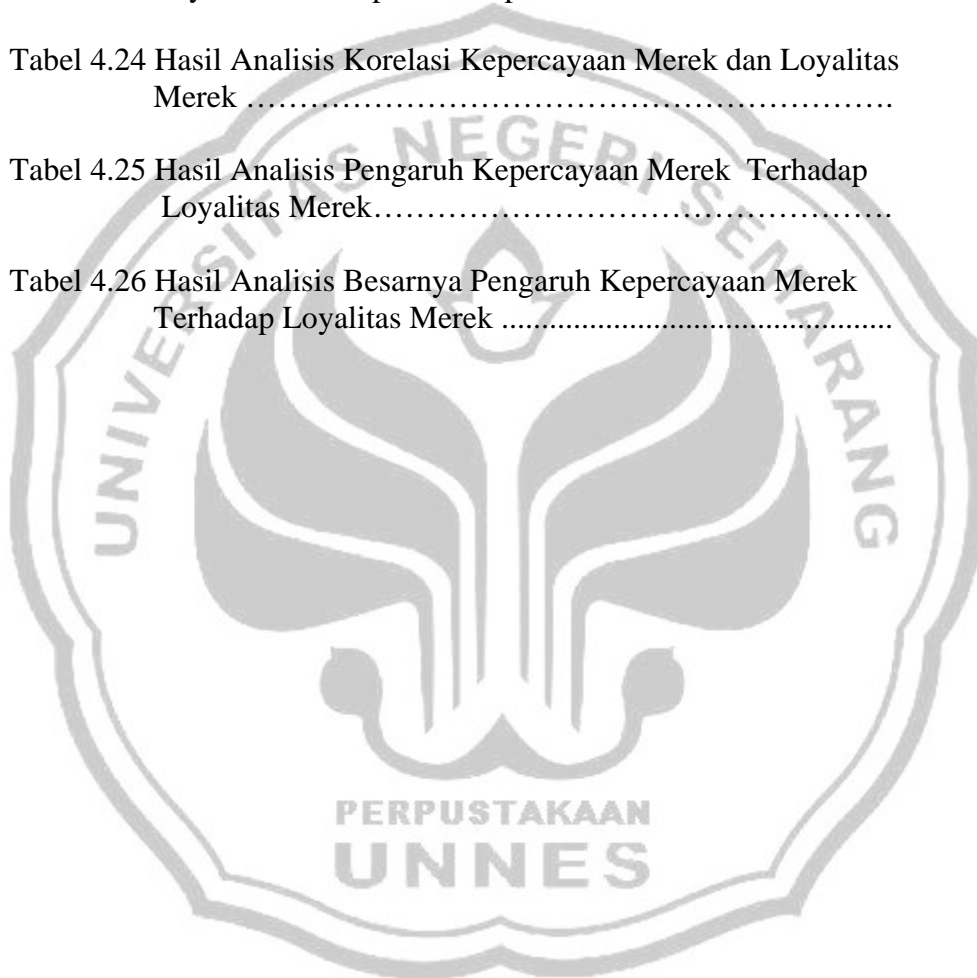 Tabel 4.24 Hasil Analisis Korelasi Kepercayaan Merek dan Loyalitas
Merek ……………………………………………………….
Tabel 4.25 Hasil Analisis Pengaruh Kepercayaan Merek Terhadap
Loyalitas Merek……………………………………………….
Tabel 4.26 Hasil Analisis Besarnya Pengaruh Kepercayaan Merek
Terhadap Loyalitas Merek ............................................
UNIVERSITAS NEGERI SEMARANG
PERPUSTAKAAN
UNNES